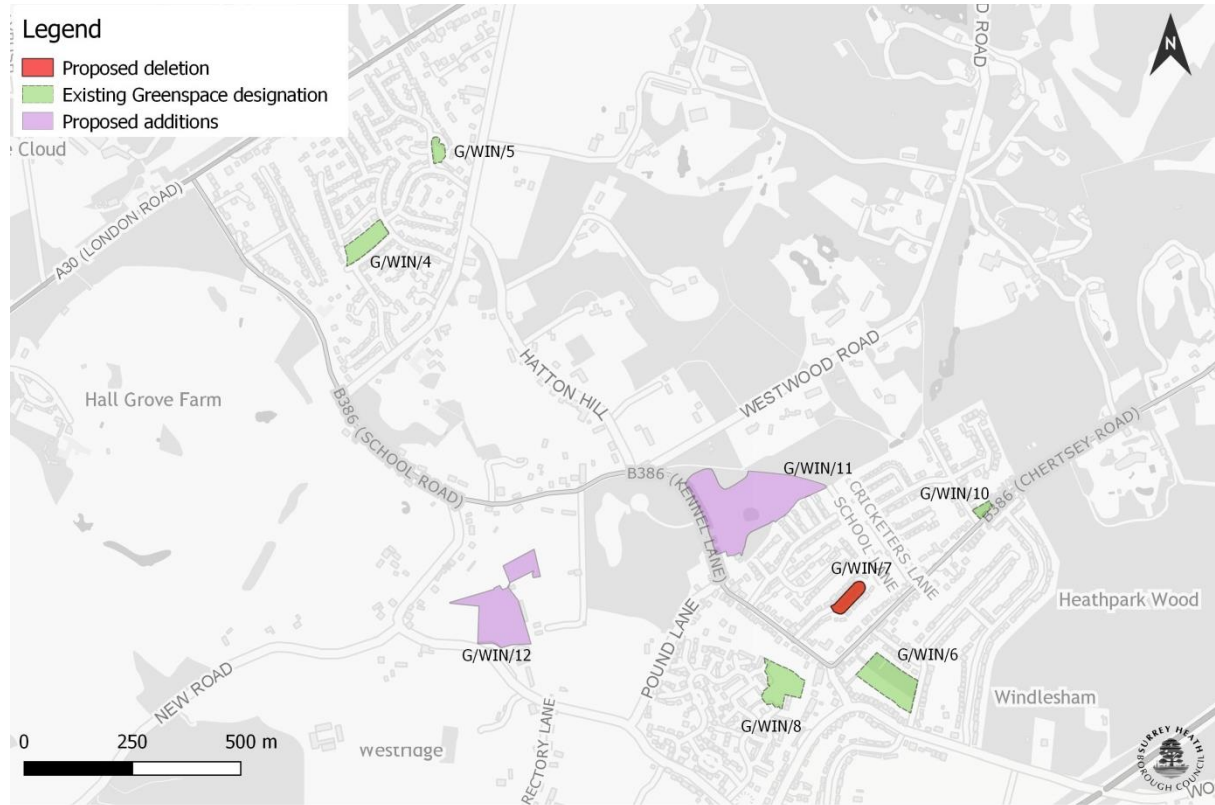 Legend
Proposed deletion
Existing Greenspace designation
Proposed additions
N
D ROAD
e Cloud
G/WIN/5
A30 (LONDON ROAD)
G/WIN/4
HATTON HILL
WESTWOOD ROAD
Hall Grove Farm
B386 (SCHOOL ROAD)
B386 (KENNEL LANE)
G/WIN/11
CRICKETERS LANE
SCHOOL LANE
G/WIN/10
B386 (CHERTSEY ROAD)
G/WIN/7
Heathpark Wood
G/WIN/12
POUND LANE
G/WIN/6
NEW ROAD
Windlesham
G/WIN/8
RECTORY LANE
Westridge
0 250 500 m
SURREY HEATH
BOROUGH COUNCIL
WO